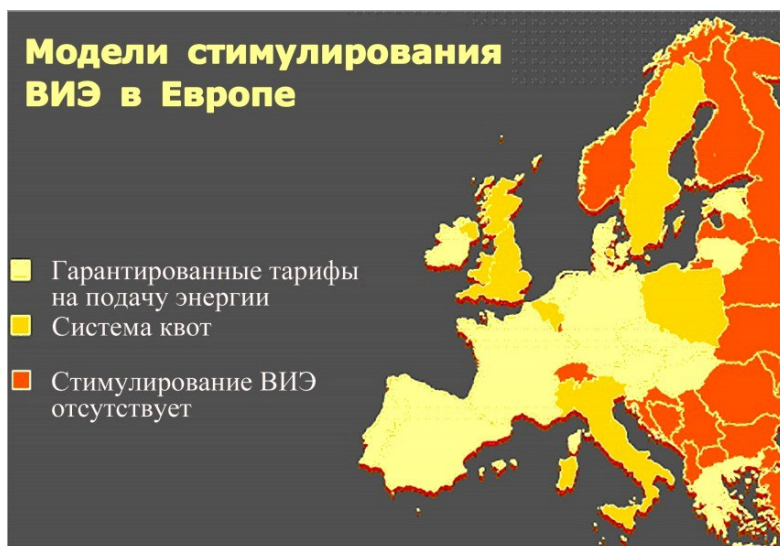 Модели стимулирования
ВИЭ в Европе
Гарантированные тарифы
на подачу энергии
Система квот
Стимулирование ВИЭ
отсутствует